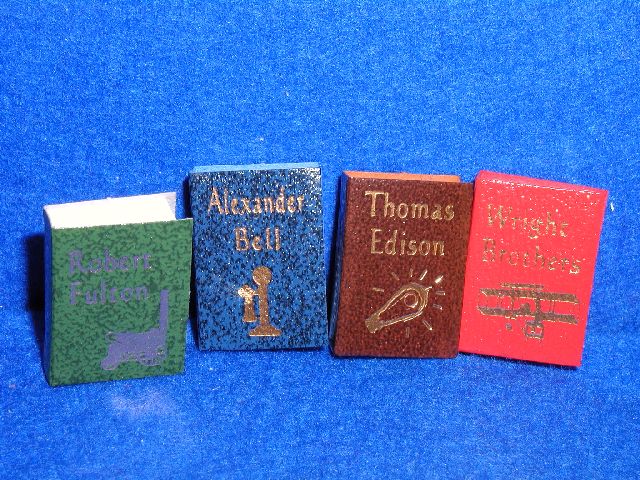 Robert
Fulton
Alexander
Bell
Thomas
Edison
Wright
Brothers